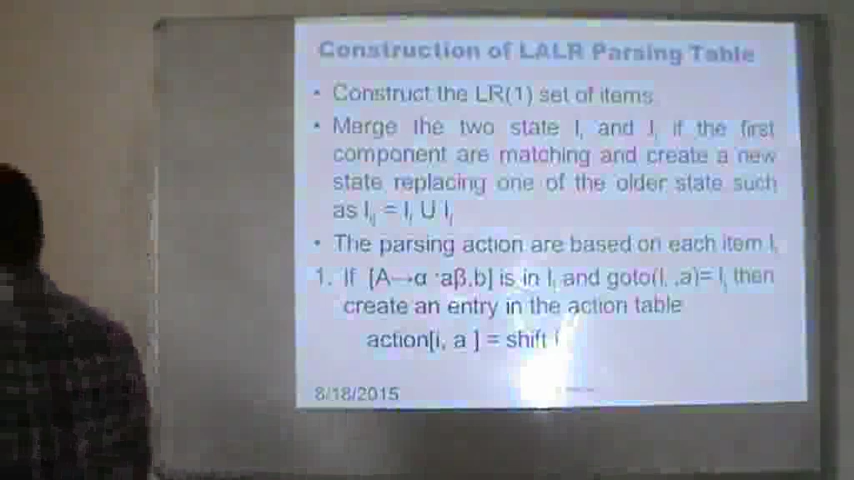 Construction of LALR Parsing Table
• Construct the LR(1) set of items.
• Merge the two state Iᵢ and Iⱼ if the first
component are matching and create a new
state replacing one of the older state such
as Iᵢⱼ = Iᵢ U Iⱼ
• The parsing action are based on each item Iᵢ
1. If [A→α ·aβ,b] is in Iᵢ and goto(Iᵢ ,a)= Iⱼ then
create an entry in the action table
action[i, a ] = shift j
8/18/2015